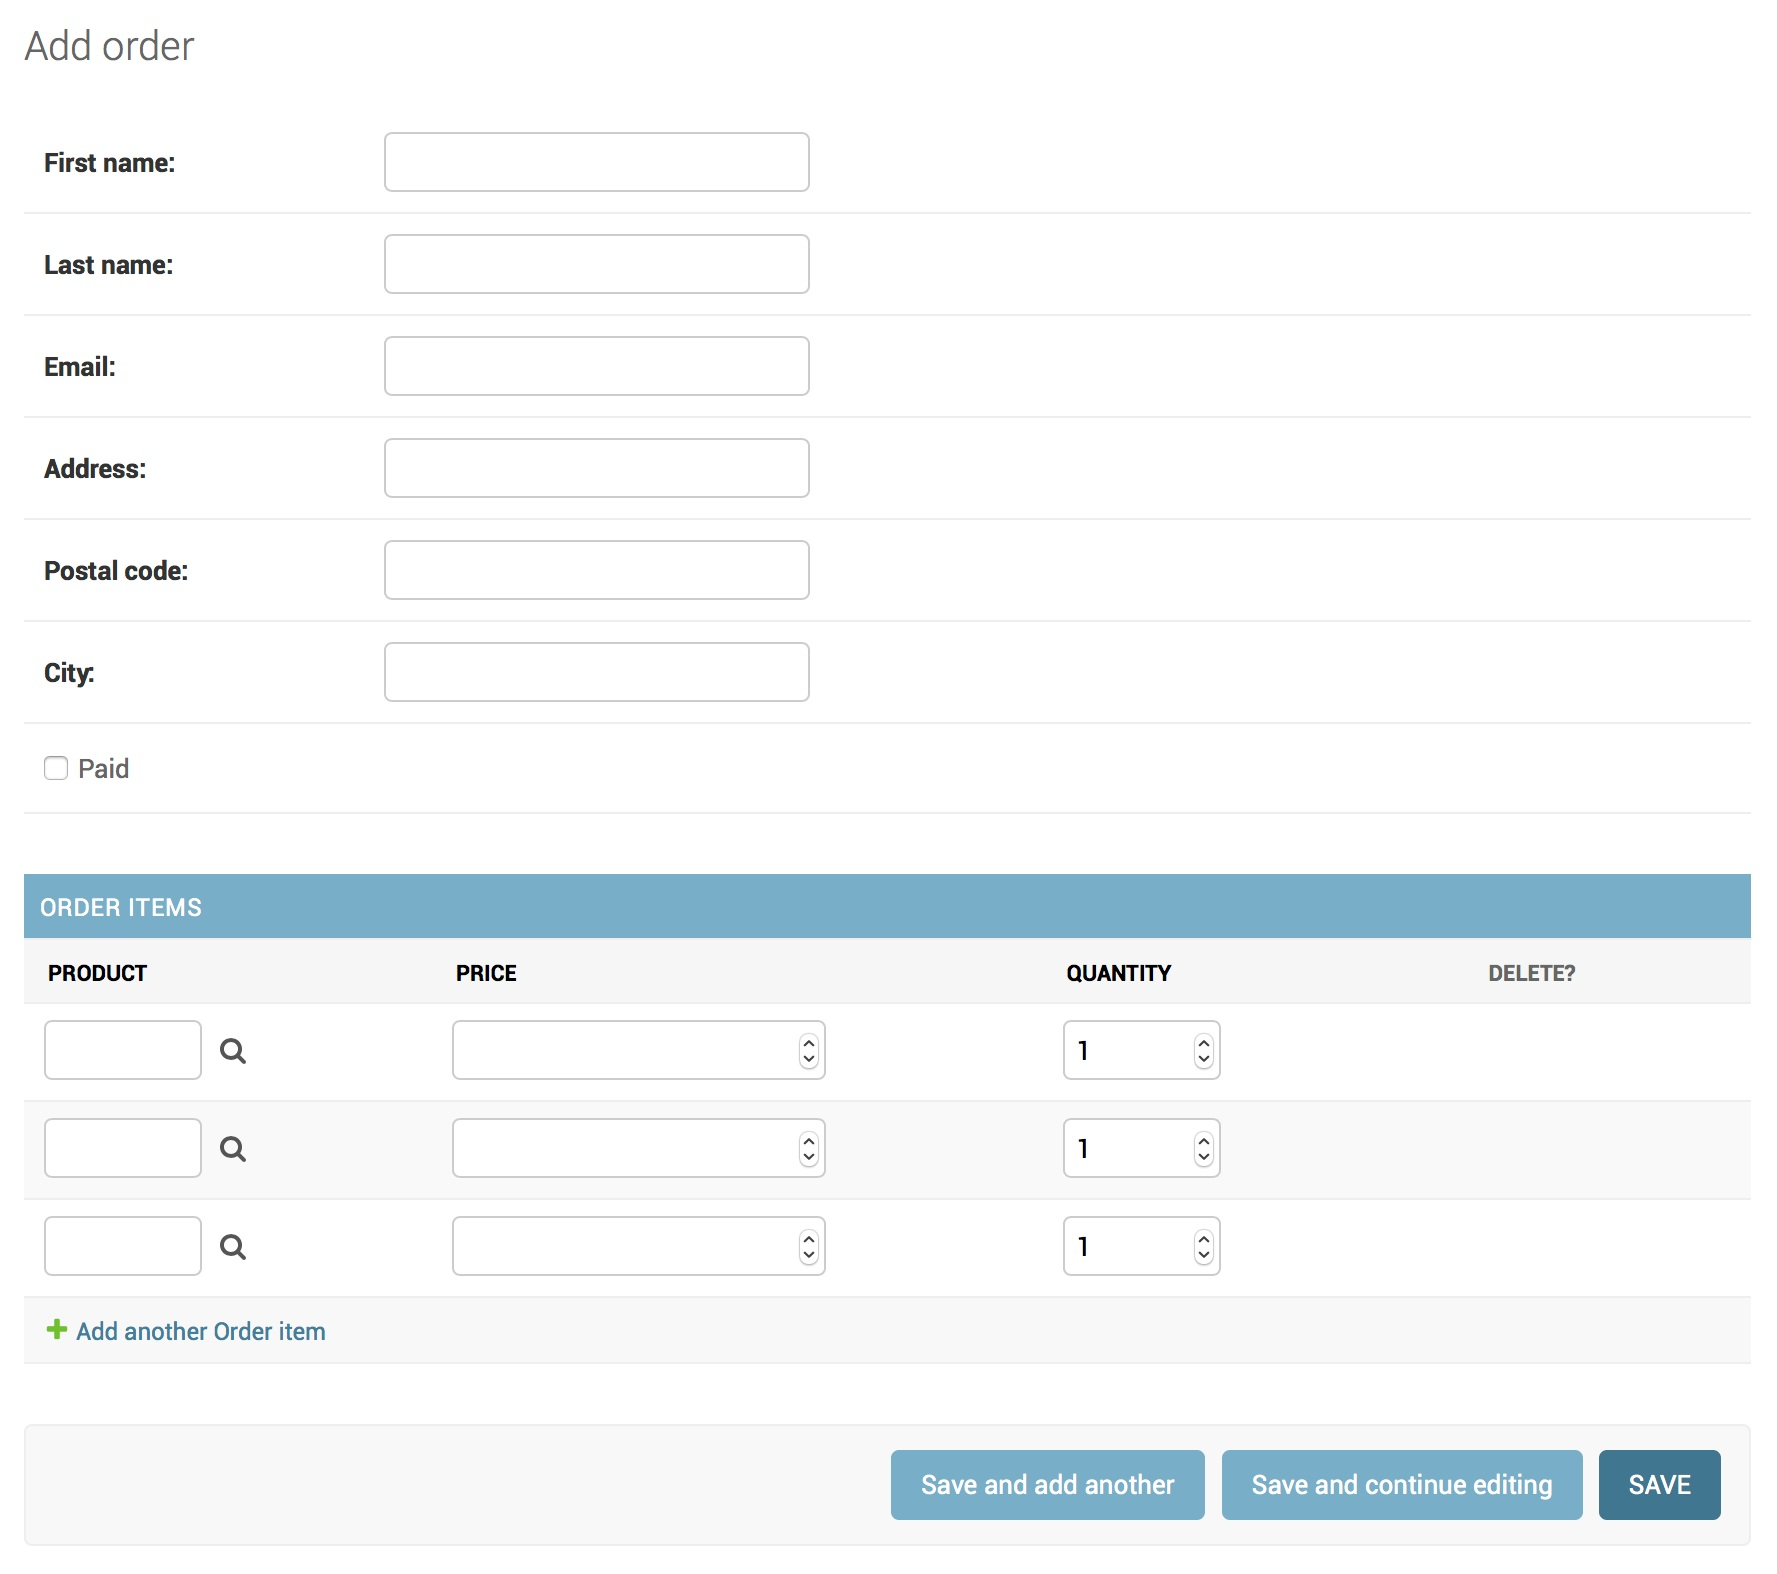 Add order
First name:
Last name:
Email:
Address:
Postal code:
City:
Paid
ORDER ITEMS
PRODUCT PRICE QUANTITY DELETE?
1
1
1
Add another Order item
Save and add another Save and continue editing SAVE